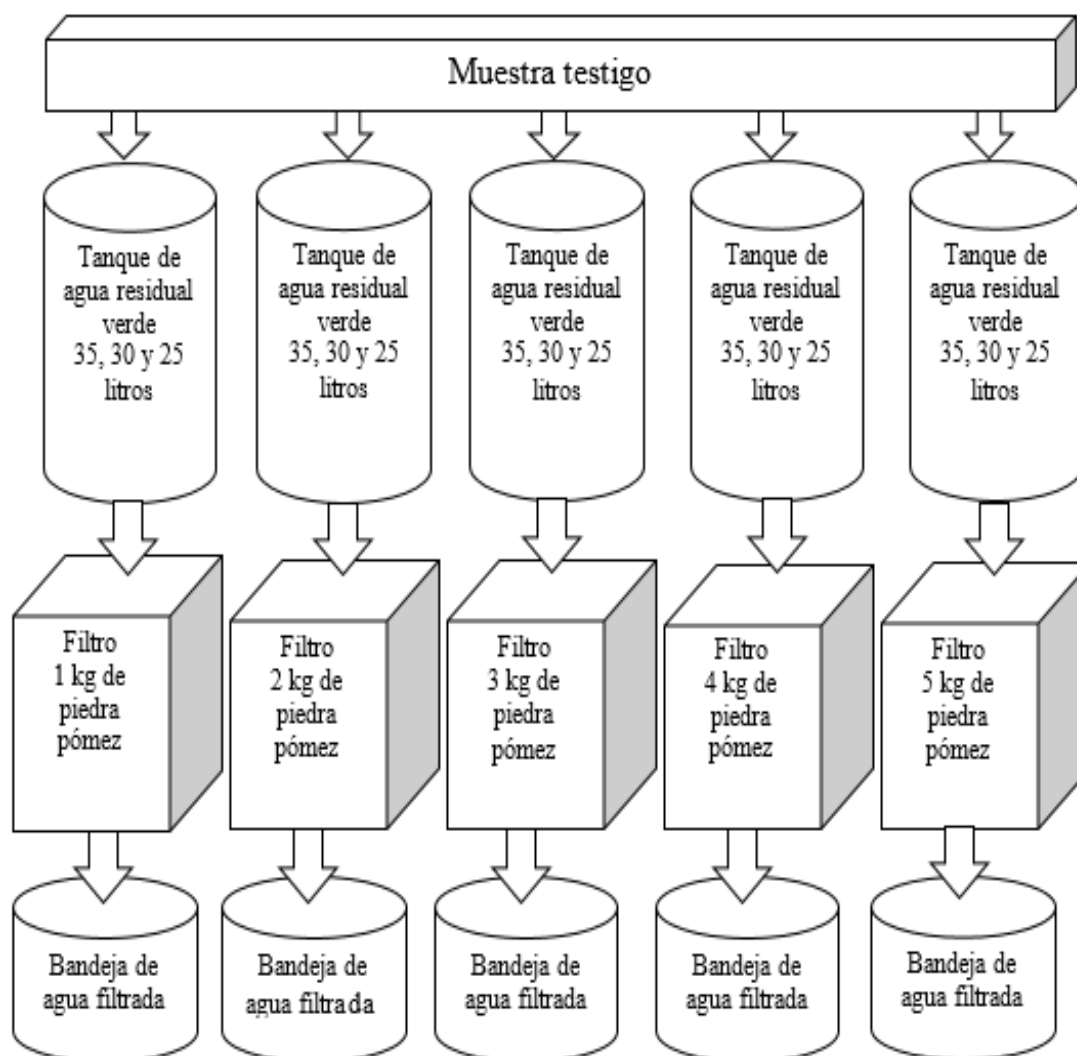 Muestra testigo
Tanque de
agua residual
verde
35, 30 y 25
litros
Tanque de
agua residual
verde
35, 30 y 25
litros
Tanque de
agua residual
verde
35, 30 y 25
litros
Tanque de
agua residual
verde
35, 30 y 25
litros
Tanque de
agua residual
verde
35, 30 y 25
litros
Filtro
1 kg de
piedra
pómez
Filtro
2 kg de
piedra
pómez
Filtro
3 kg de
piedra
pómez
Filtro
4 kg de
piedra
pómez
Filtro
5 kg de
piedra
pómez
Bandeja de
agua filtrada
Bandeja de
agua filtrada
Bandeja de
agua filtrada
Bandeja de
agua filtrada
Bandeja de
agua filtrada